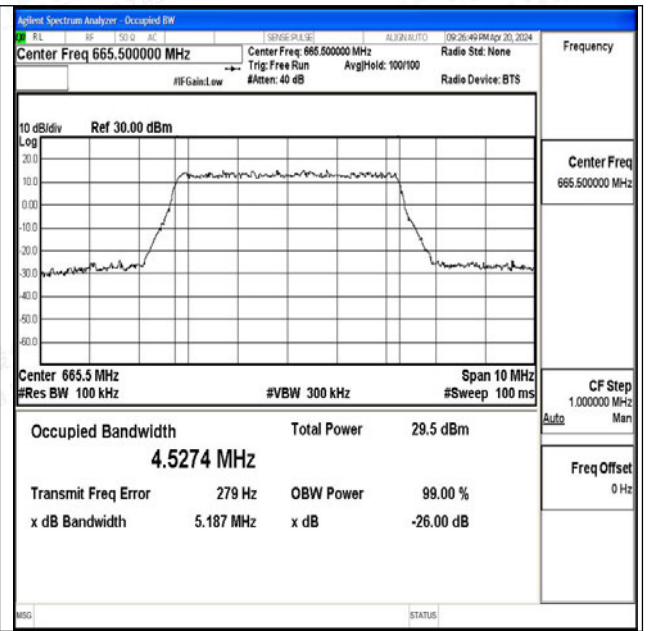 Agilent Spectrum Analyzer - Occupied BW
RL RF 50 Ω AC SENSE:PULSE ALIGN AUTO 09:26:49 PM Apr 20, 2024
Center Freq 665.500000 MHz Center Freq: 665.500000 MHz Radio Std: None Frequency
Trig: Free Run Avg|Hold: 100/100
#IFGain:Low #Atten: 40 dB Radio Device: BTS
10 dB/div Ref 30.00 dBm
Log
20.0
10.0
0.00
-10.0
-20.0
-30.0
-40.0
-50.0
-60.0
Center Freq
665.500000 MHz
Center 665.5 MHz Span 10 MHz
#Res BW 100 kHz #VBW 300 kHz #Sweep 100 ms
CF Step
1.000000 MHz
Auto Man
Occupied Bandwidth Total Power 29.5 dBm
4.5274 MHz
Transmit Freq Error 279 Hz OBW Power 99.00 %
x dB Bandwidth 5.187 MHz x dB -26.00 dB
Freq Offset
0 Hz
MSG STATUS